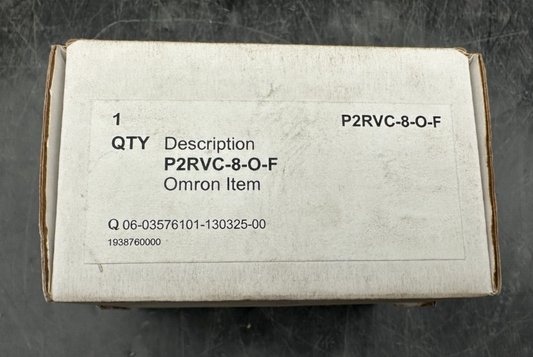 1 P2RVC-8-O-F
QTY Description
P2RVC-8-O-F
Omron Item
Q 06-03576101-130325-00
1938760000